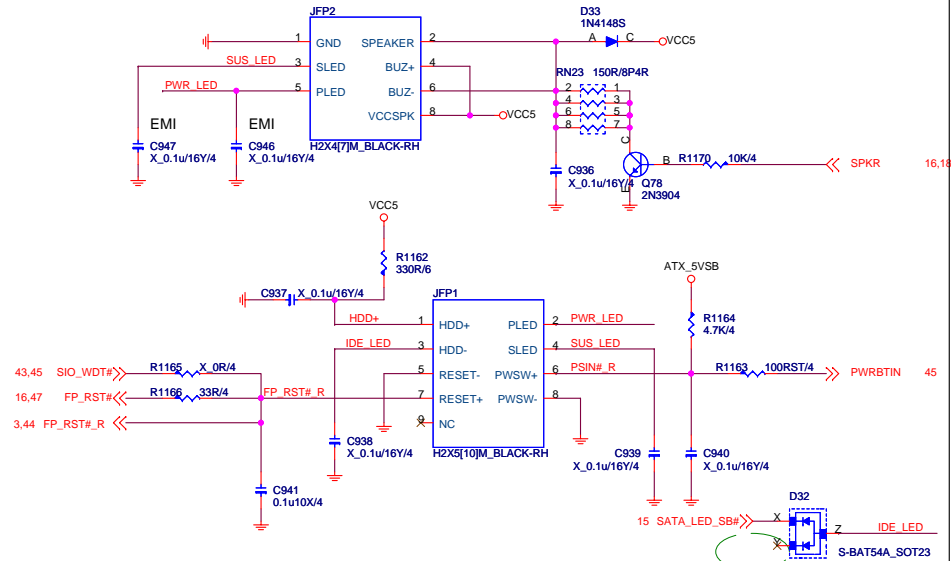 JFP2
D33
1N4148S
1 GND SPEAKER 2
A C VCC5
SUS_LED 3 SLED BUZ+ 4
RN23 150R/8P4R
PWR_LED 5 PLED BUZ- 6
2 1
4 3
6 5
8 7
VCCSPK 8 VCC5
EMI EMI
C947
X_0.1u/16Y/4
C946
X_0.1u/16Y/4
H2X4[7]M_BLACK-RH
C936
X_0.1u/16Y/4
C
B
E
Q78
2N3904
R1170 10K/4
SPKR 16,18
VCC5
R1162
330R/6
C937 X_0.1u/16Y/4
JFP1
ATX_5VSB
R1164
4.7K/4
HDD+ 1 HDD+ PLED 2 PWR_LED
IDE_LED 3 HDD- SLED 4 SUS_LED
43,45 SIO_WDT# R1165 X_0R/4
5 RESET- PWSW+ 6 PSIN#_R
R1163 100RST/4 PWRBTIN 45
16,47 FP_RST# R1166 33R/4 FP_RST#_R
7 RESET+ PWSW- 8
3,44 FP_RST#_R
9 NC
C938
X_0.1u/16Y/4
H2X5[10]M_BLACK-RH
C939
X_0.1u/16Y/4
C940
X_0.1u/16Y/4
C941
0.1u10X/4
D32
15 SATA_LED_SB# X
Z IDE_LED
Y
S-BAT54A_SOT23